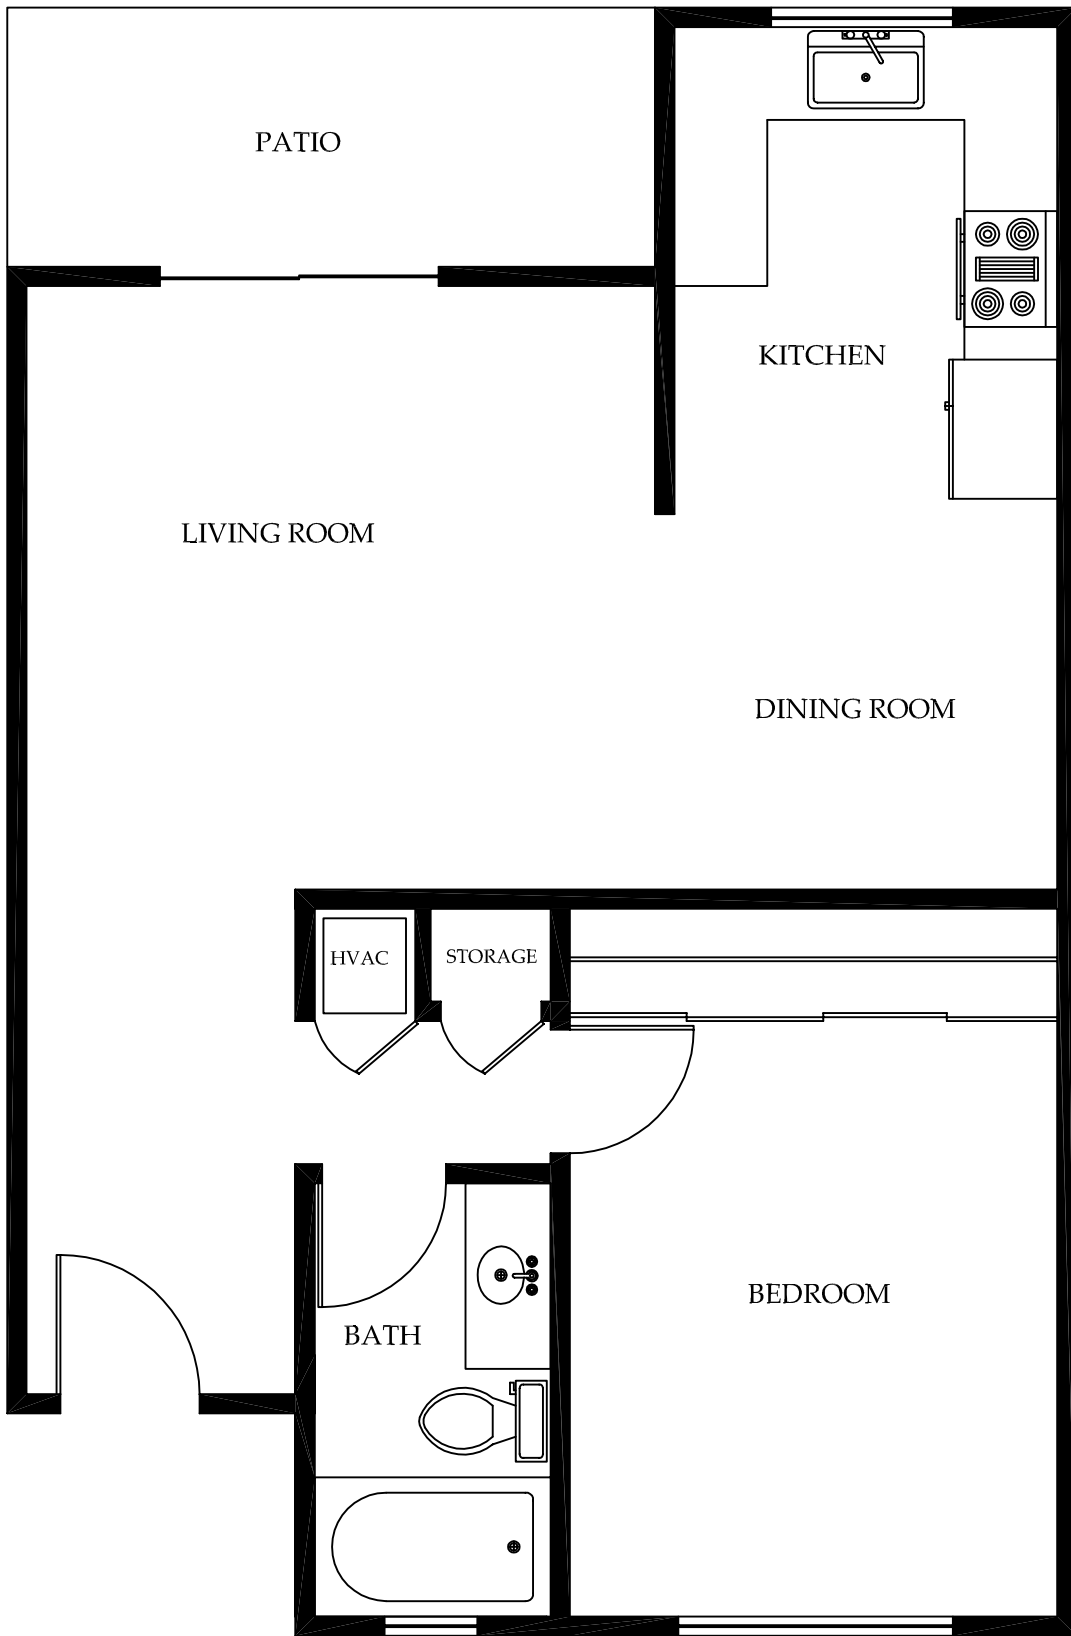 PATIO
KITCHEN
LIVING ROOM
DINING ROOM
HVAC
STORAGE
BEDROOM
BATH